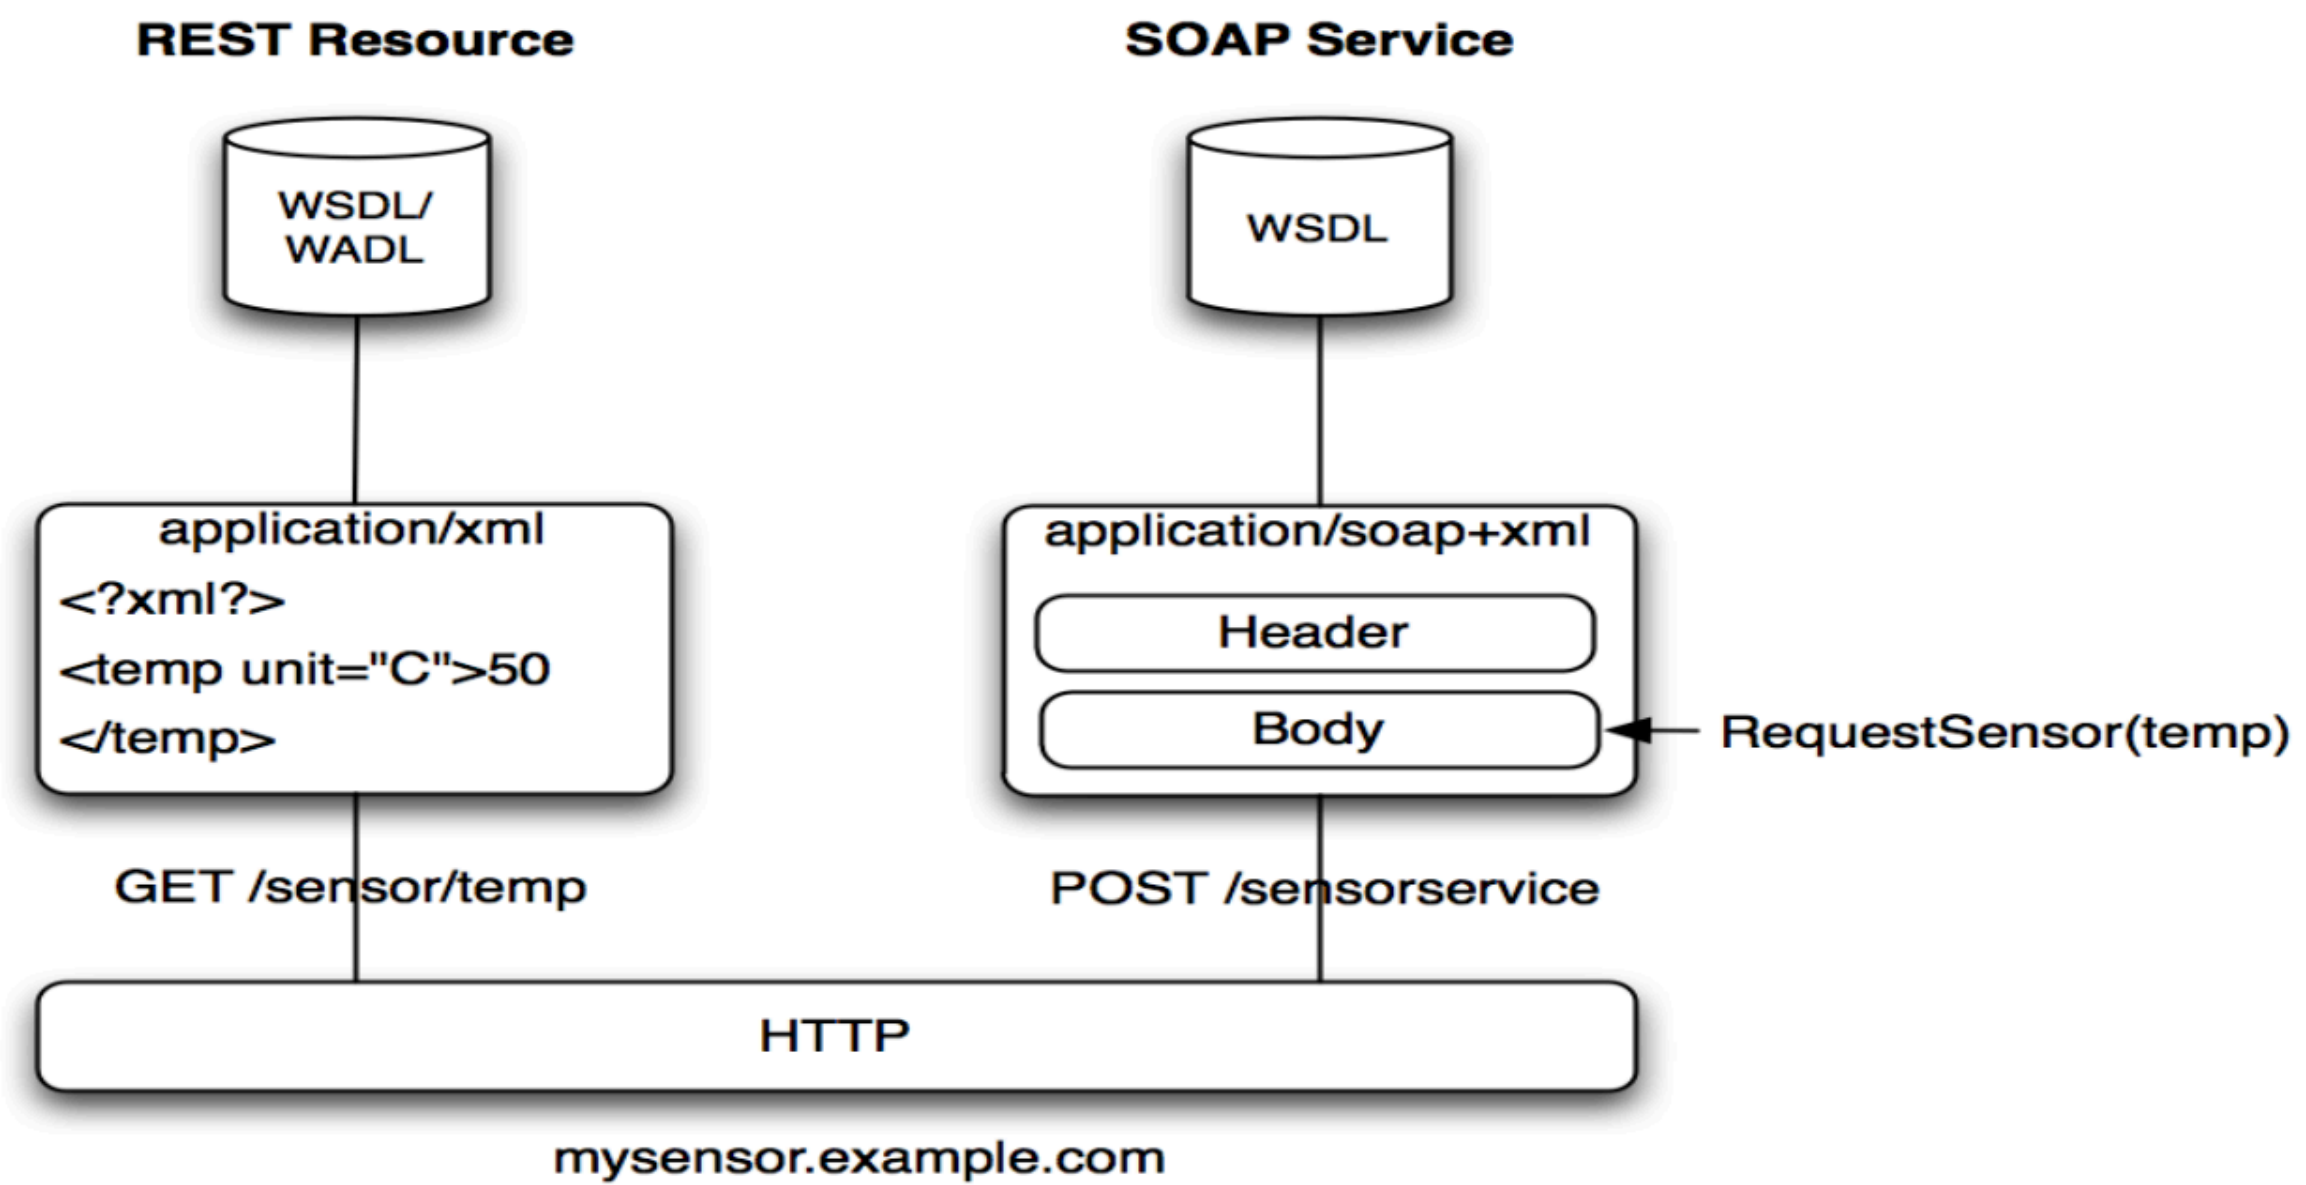 REST Resource
SOAP Service
WSDL/
WADL
WSDL
application/xml
<?xml?>
<temp unit="C">50
</temp>
application/soap+xml
Header
Body
RequestSensor(temp)
GET /sensor/temp
POST /sensorservice
HTTP
mysensor.example.com